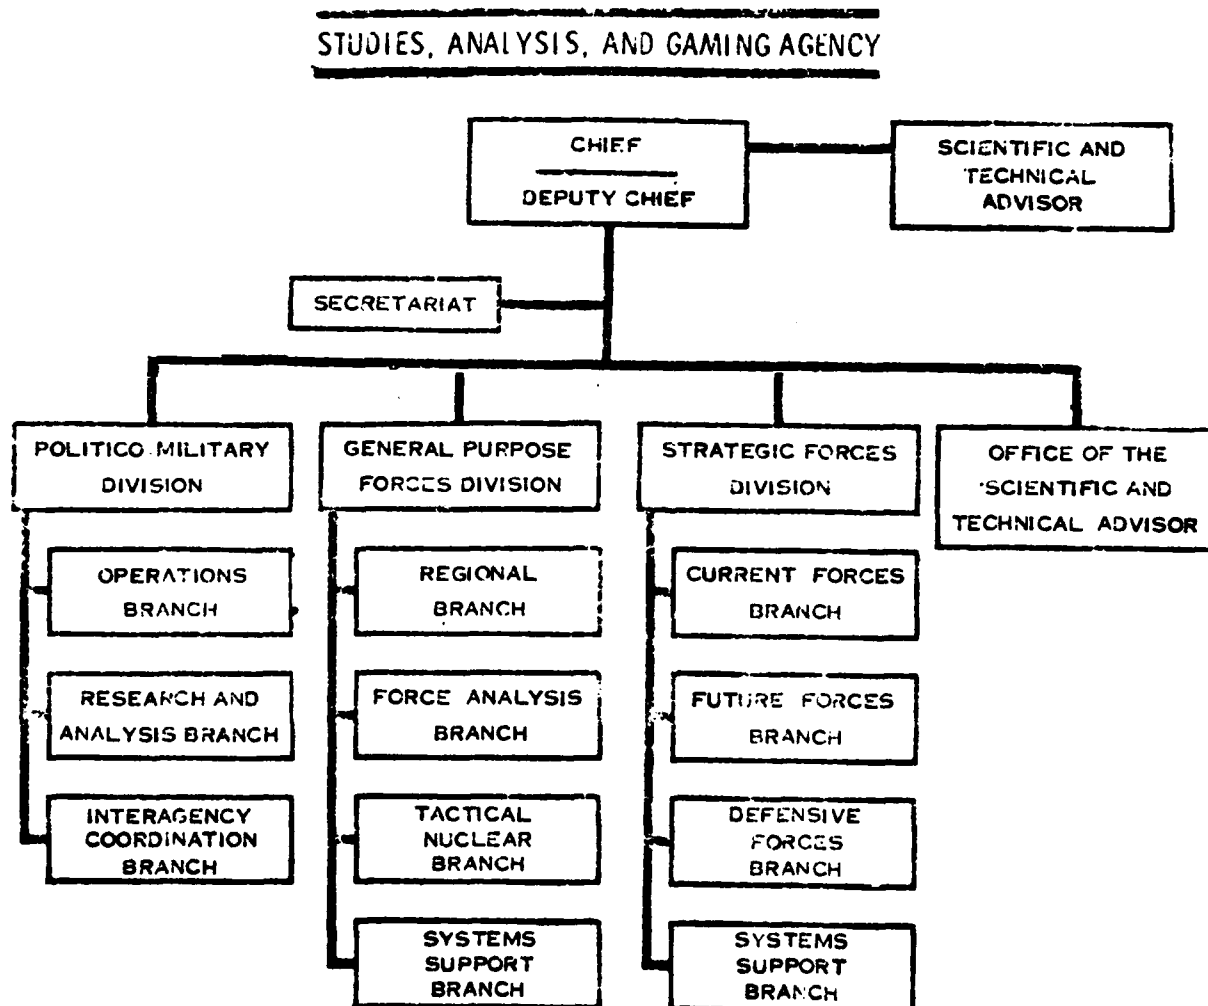 STUDIES, ANALYSIS, AND GAMING AGENCY
CHIEF
DEPUTY CHIEF
SCIENTIFIC AND
TECHNICAL
ADVISOR
SECRETARIAT
POLITICO-MILITARY
DIVISION
GENERAL PURPOSE
FORCES DIVISION
STRATEGIC FORCES
DIVISION
OFFICE OF THE
SCIENTIFIC AND
TECHNICAL ADVISOR
OPERATIONS
BRANCH
RESEARCH AND
ANALYSIS BRANCH
INTERAGENCY
COORDINATION
BRANCH
REGIONAL
BRANCH
FORCE ANALYSIS
BRANCH
TACTICAL
NUCLEAR
BRANCH
SYSTEMS
SUPPORT
BRANCH
CURRENT FORCES
BRANCH
FUTURE FORCES
BRANCH
DEFENSIVE
FORCES
BRANCH
SYSTEMS
SUPPORT
BRANCH